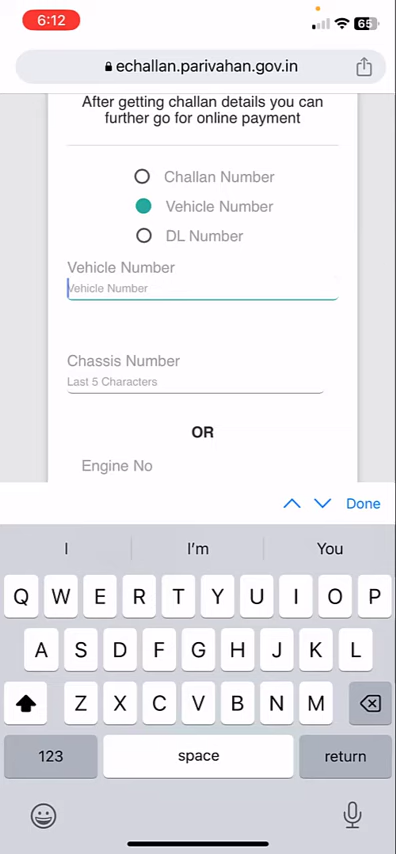 6:12
65
echallan.parivahan.gov.in
After getting challan details you can
further go for online payment
Challan Number
Vehicle Number
DL Number
Vehicle Number
Vehicle Number
Chassis Number
Last 5 Characters
OR
Engine No
Done
I I'm You
Q W E R T Y U I O P
A S D F G H J K L
Z X C V B N M
123 space return